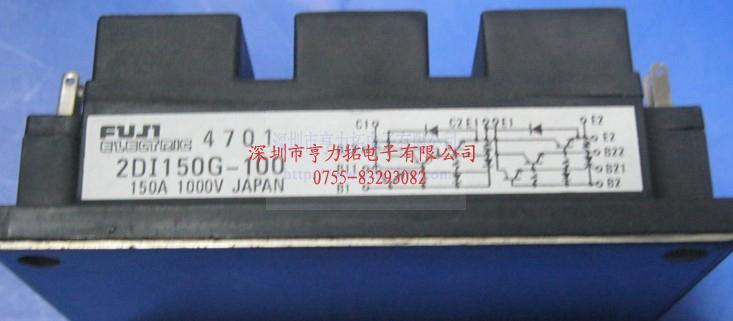 FUJI ELECTRIC 4701
2DI150G-100
150A 1000V JAPAN
C1 C2E1 E1 E2
E2
B22
B11 B21
B1 B2
深圳市亨力拓电子有限公司
0755-83293082